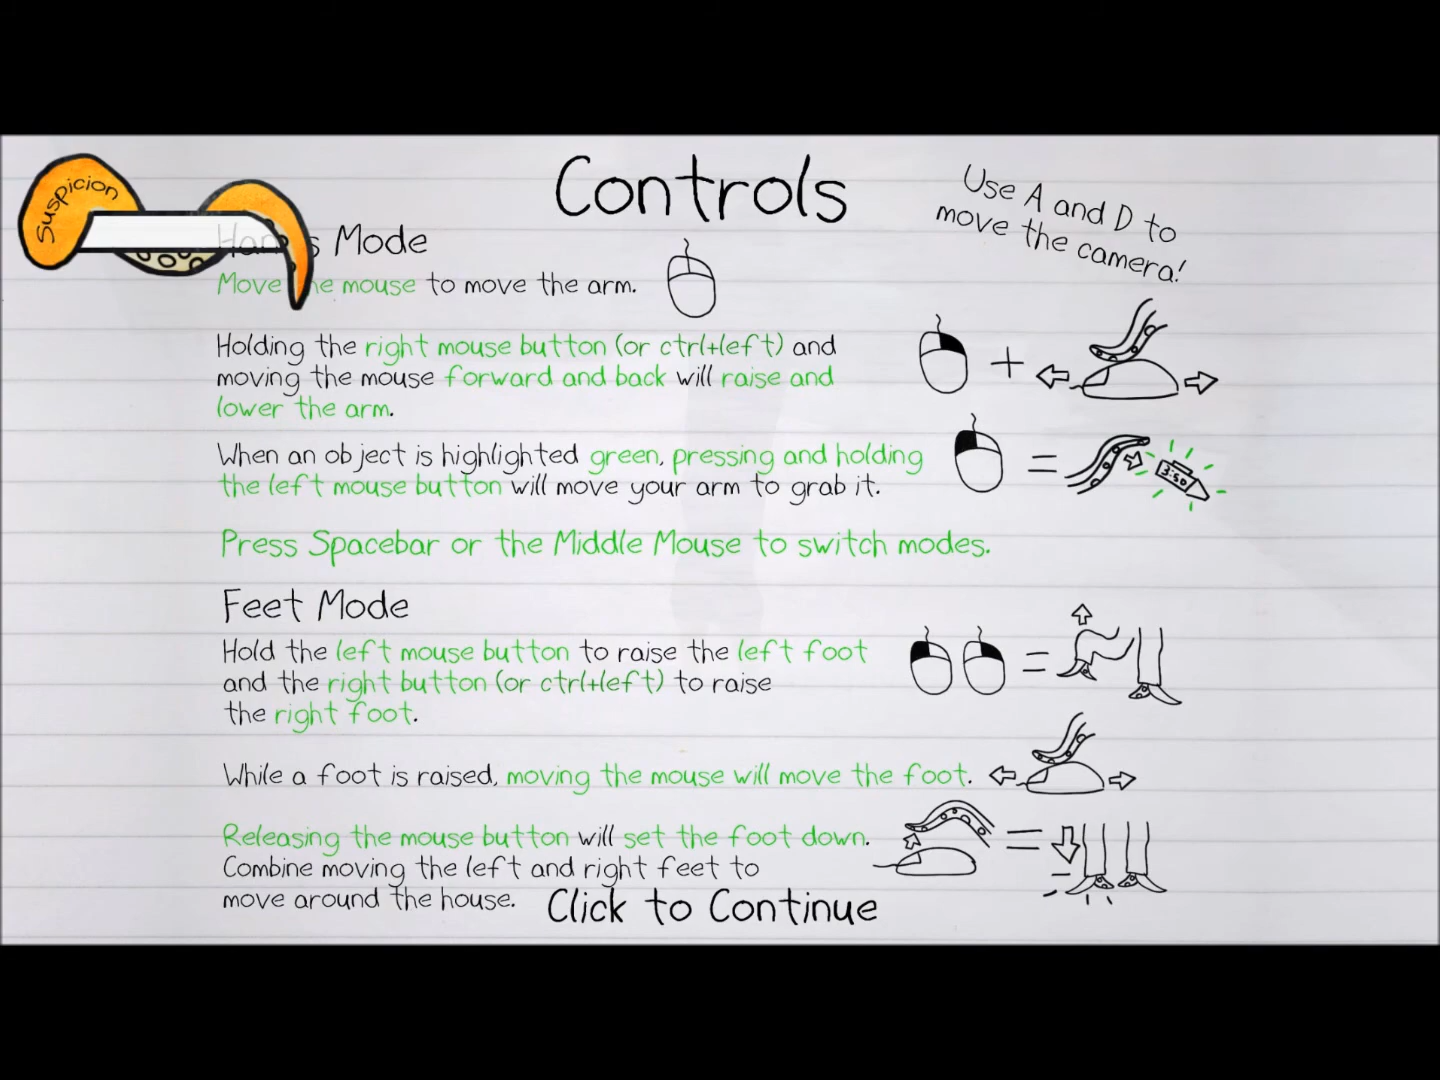 Suspicion
Controls
Use A and D to
move the camera!
Mode
Move the mouse to move the arm.
Holding the right mouse button (or ctrl+left) and
moving the mouse forward and back will raise and
lower the arm.
When an object is highlighted green, pressing and holding
the left mouse button will move your arm to grab it.
3:50
Press Spacebar or the Middle Mouse to switch modes.
Feet Mode
Hold the left mouse button to raise the left foot
and the right button (or ctrl+left) to raise
the right foot.
While a foot is raised, moving the mouse will move the foot.
Releasing the mouse button will set the foot down.
Combine moving the left and right feet to
move around the house.
Click to Continue